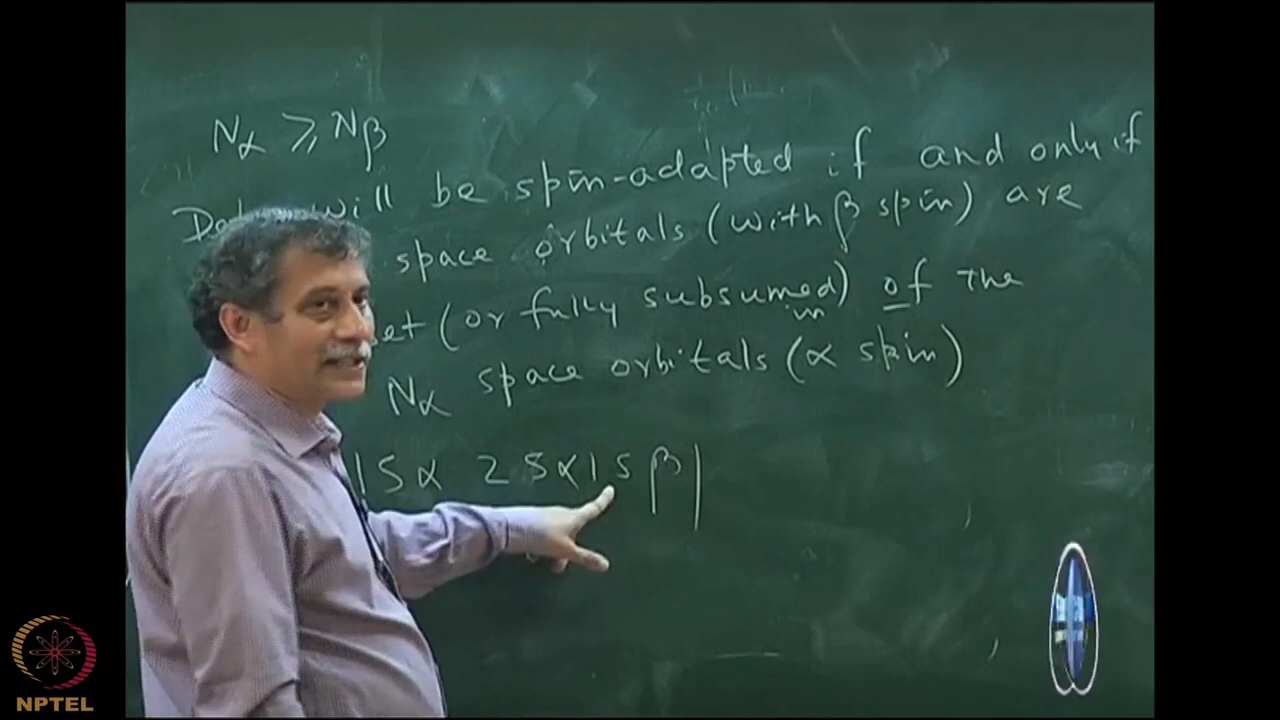 Nα ⩾ Nβ
will be spin-adapted if and only if
space orbitals (with β spin) are
(or fully subsumed) of the
in
Nα space orbitals (α spin)
1sα 2sα 1sβ|
NPTEL